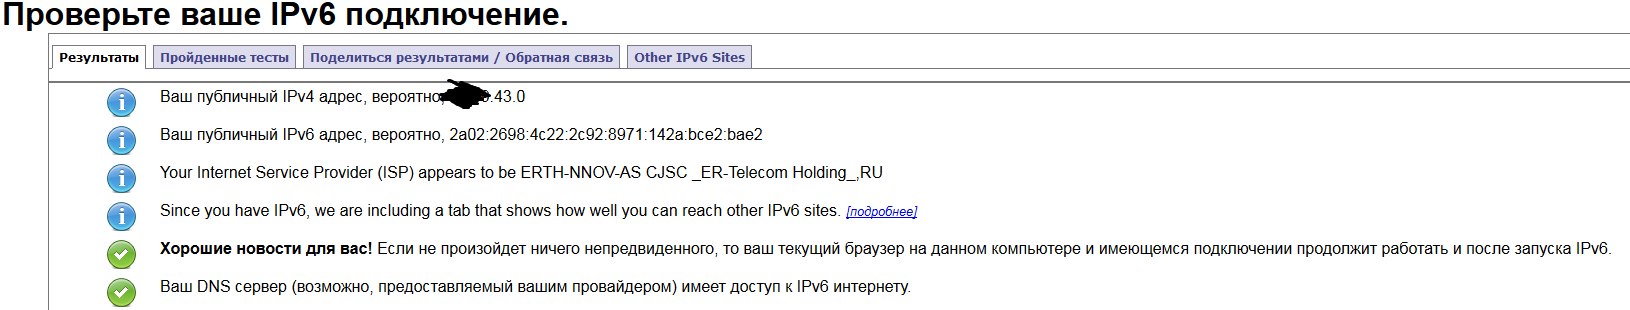 Проверьте ваше IPv6 подключение.
Результаты Пройденные тесты Поделиться результатами / Обратная связь Other IPv6 Sites
Ваш публичный IPv4 адрес, вероятно, .43.0
Ваш публичный IPv6 адрес, вероятно, 2a02:2698:4c22:2c92:8971:142a:bce2:bae2
Your Internet Service Provider (ISP) appears to be ERTH-NNOV-AS CJSC _ER-Telecom Holding_,RU
Since you have IPv6, we are including a tab that shows how well you can reach other IPv6 sites. [подробнее]
Хорошие новости для вас! Если не произойдет ничего непредвиденного, то ваш текущий браузер на данном компьютере и имеющемся подключении продолжит работать и после запуска IPv6.
Ваш DNS сервер (возможно, предоставляемый вашим провайдером) имеет доступ к IPv6 интернету.